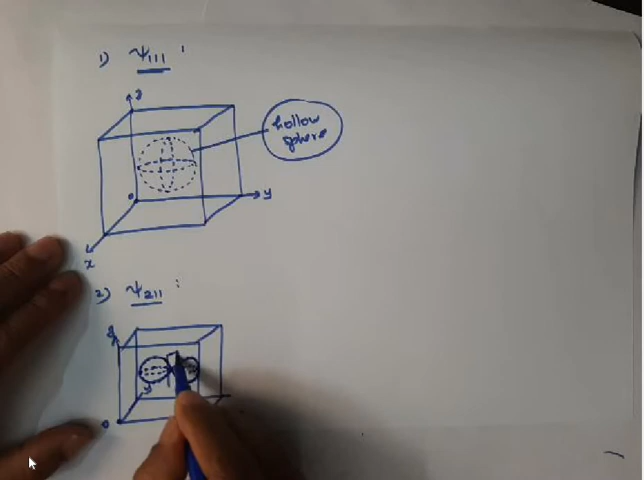 1) Ψ111 :
z
hollow
sphere
o
y
x
2) Ψ211 :
o